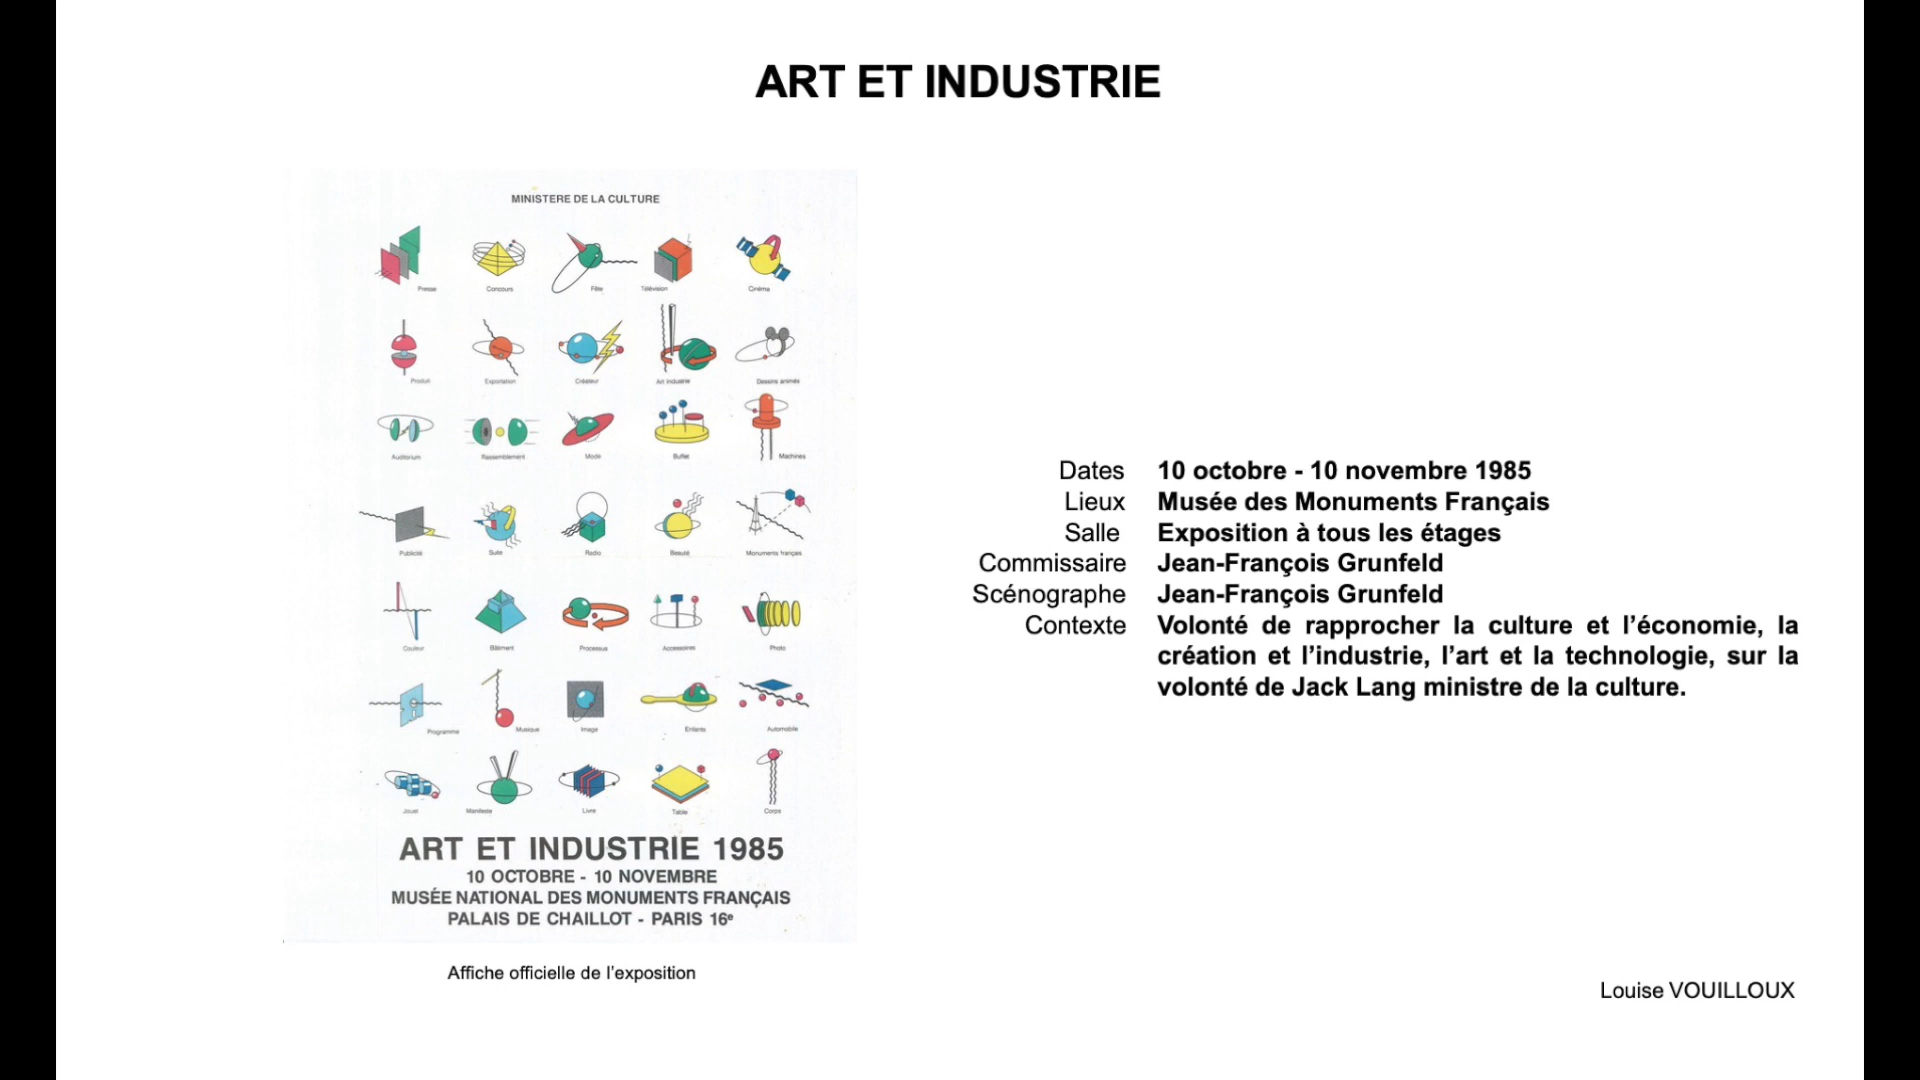 ART ET INDUSTRIE
MINISTERE DE LA CULTURE
Presse Concours Fête Télévision Cinéma
Produit Exportation Créateur Art Industrie Dessins animés
Auditorium Rassemblement Mode Buffet Machines
Publicité Suite Radio Beauté Monuments français
Couleur Bâtiment Processus Accessoires Photo
Programme Musique Image Enfants Automobile
Jouet Manifeste Livre Table Corps
ART ET INDUSTRIE 1985
10 OCTOBRE - 10 NOVEMBRE
MUSÉE NATIONAL DES MONUMENTS FRANÇAIS
PALAIS DE CHAILLOT - PARIS 16e
Affiche officielle de l'exposition
Dates 10 octobre - 10 novembre 1985
Lieux Musée des Monuments Français
Salle Exposition à tous les étages
Commissaire Jean-François Grunfeld
Scénographe Jean-François Grunfeld
Contexte Volonté de rapprocher la culture et l'économie, la
création et l'industrie, l'art et la technologie, sur la
volonté de Jack Lang ministre de la culture.
Louise VOUILLOUX